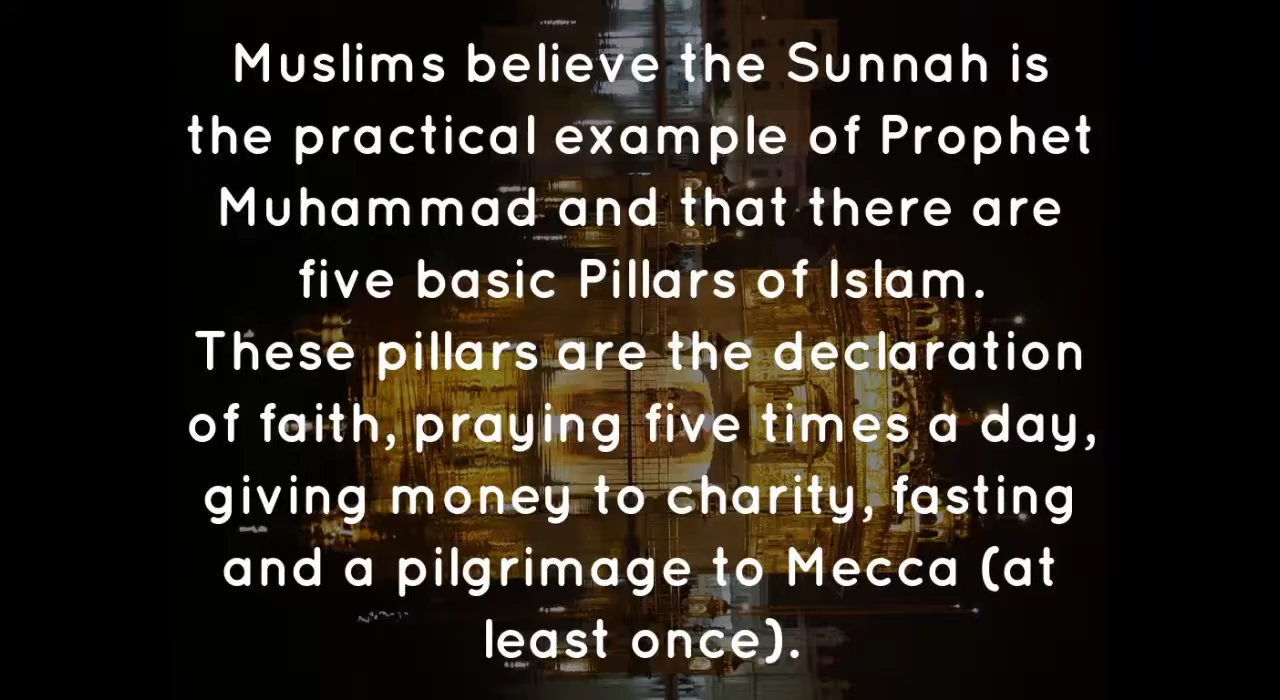 Muslims believe the Sunnah is
the practical example of Prophet
Muhammad and that there are
five basic Pillars of Islam.
These pillars are the declaration
of faith, praying five times a day,
giving money to charity, fasting
and a pilgrimage to Mecca (at
least once).